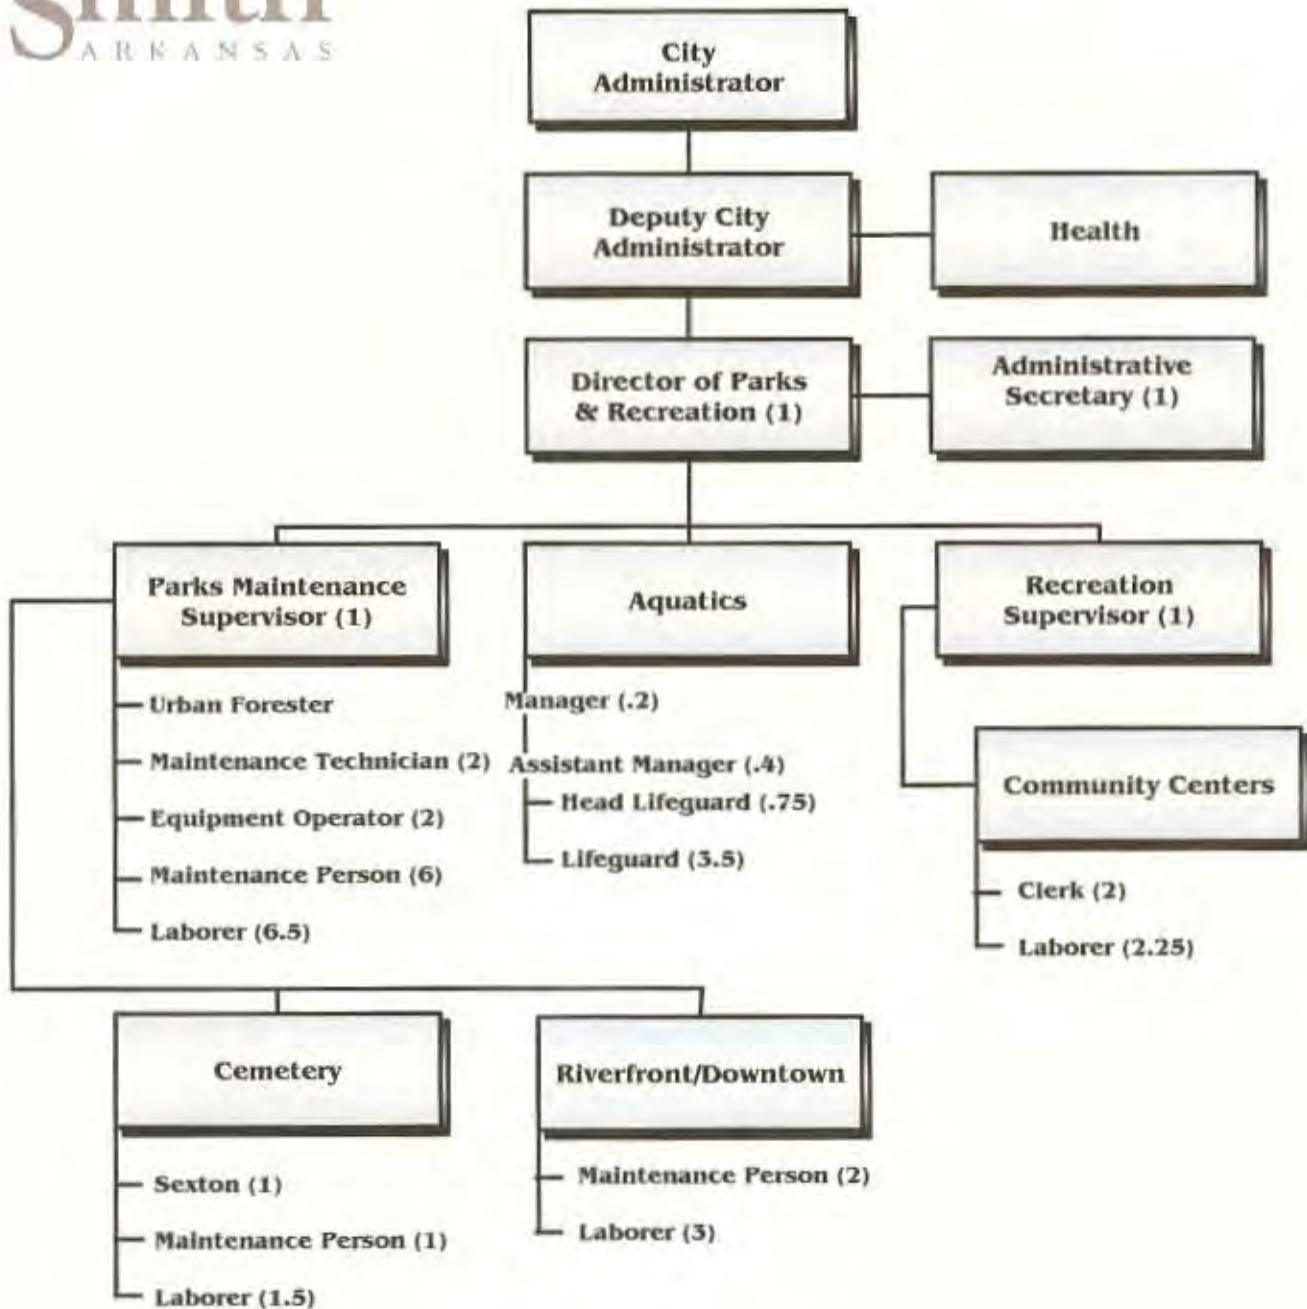 Smith
ARKANSAS
City
Administrator
Deputy City
Administrator
Health
Director of Parks
& Recreation (1)
Administrative
Secretary (1)
Parks Maintenance
Supervisor (1)
Urban Forester
Maintenance Technician (2)
Equipment Operator (2)
Maintenance Person (6)
Laborer (6.5)
Aquatics
Manager (.2)
Assistant Manager (.4)
Head Lifeguard (.75)
Lifeguard (3.5)
Recreation
Supervisor (1)
Community Centers
Clerk (2)
Laborer (2.25)
Cemetery
Sexton (1)
Maintenance Person (1)
Laborer (1.5)
Riverfront/Downtown
Maintenance Person (2)
Laborer (3)